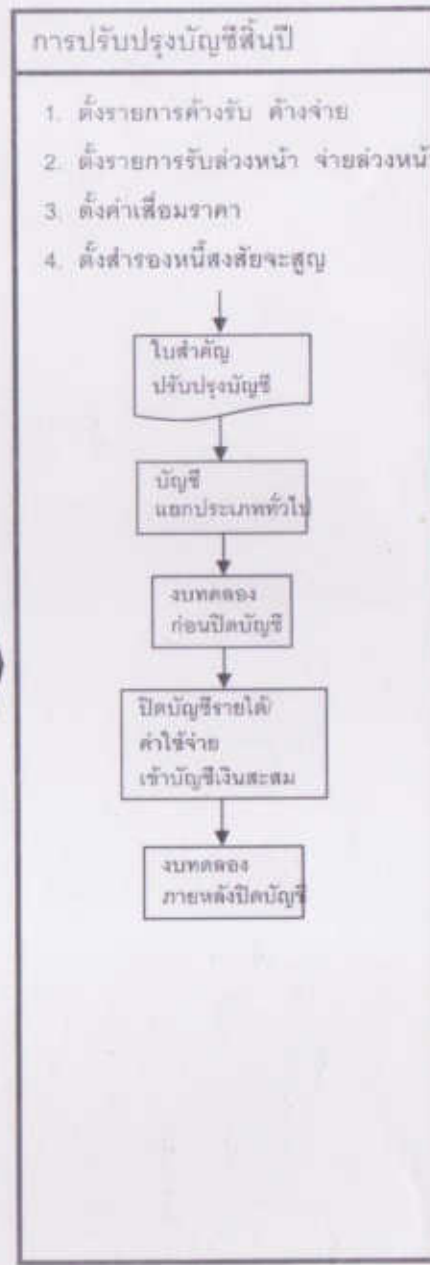 การปรับปรุงบัญชีสิ้นปี
1. ตั้งรายการค้างรับ ค้างจ่าย
2. ตั้งรายการรับล่วงหน้า จ่ายล่วงหน้
3. ตั้งค่าเสื่อมราคา
4. ตั้งสำรองหนี้สงสัยจะสูญ
ใบสำคัญ
ปรับปรุงบัญชี
บัญชี
แยกประเภททั่วไป
งบทดลอง
ก่อนปิดบัญชี
ปิดบัญชีรายได้/
ค่าใช้จ่าย
เข้าบัญชีเงินสะสม
งบทดลอง
ภายหลังปิดบัญชี